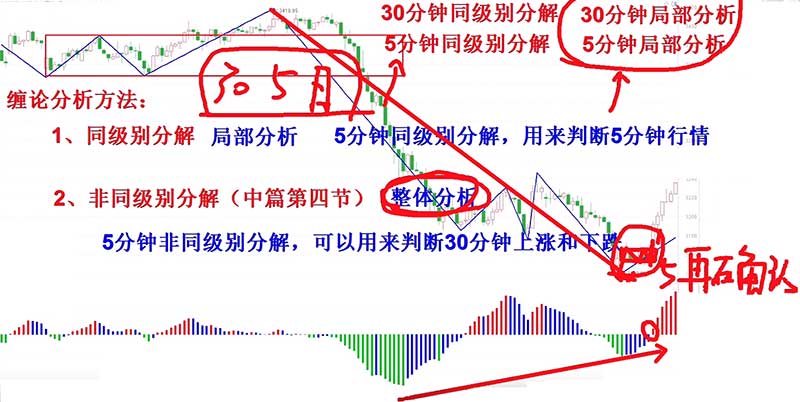 3418.95
30分钟同级别分解 30分钟局部分析
5分钟同级别分解 5分钟局部分析
30 5
缠论分析方法：
1、同级别分解 局部分析 5分钟同级别分解，用来判断5分钟行情
2、非同级别分解（中篇第四节） 整体分析
5分钟非同级别分解，可以用来判断30分钟上涨和下跌
5再右确认